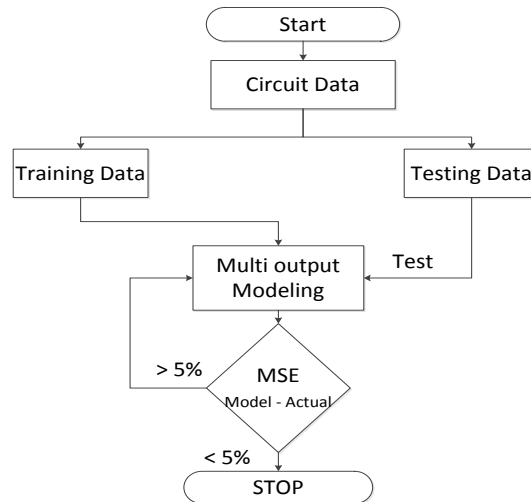 Start
Circuit Data
Training Data
Testing Data
Multi output
Modeling
Test
> 5%
MSE
Model - Actual
< 5%
STOP